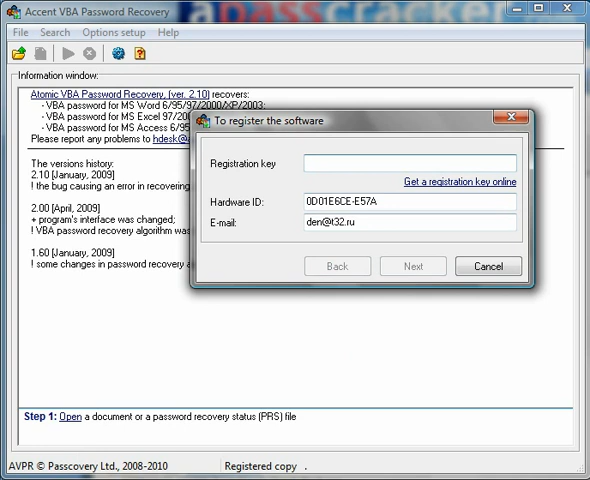 apasscracker
Accent VBA Password Recovery
File Search Options setup Help
Information window:
Atomic VBA Password Recovery, (ver. 2.10) recovers:
- VBA password for MS Word 6/95/97/2000/XP/2003;
- VBA password for MS Excel 97/20
- VBA password for MS Access 6/95
Please report any problems to hdesk@
The versions history:
2.10 [January, 2009]
! the bug causing an error in recovering
2.00 [April, 2009]
+ program's interface was changed;
! VBA password recovery algorithm was
1.60 [January, 2009]
! some changes in password recovery a
To register the software
Registration key
Get a registration key online
Hardware ID: 0D01E6CE-E57A
E-mail: den@t32.ru
Back Next Cancel
Step 1: Open a document or a password recovery status (PRS) file
AVPR © Passcovery Ltd., 2008-2010 Registered copy .